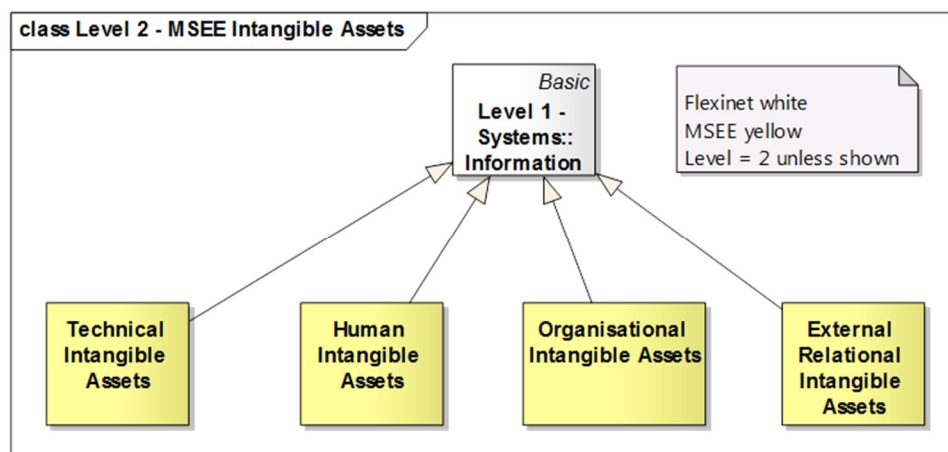 class Level 2 - MSEE Intangible Assets
Basic
Level 1 -
Systems::
Information
Flexinet white
MSEE yellow
Level = 2 unless shown
Technical
Intangible
Assets
Human
Intangible
Assets
Organisational
Intangible Assets
External
Relational
Intangible
Assets